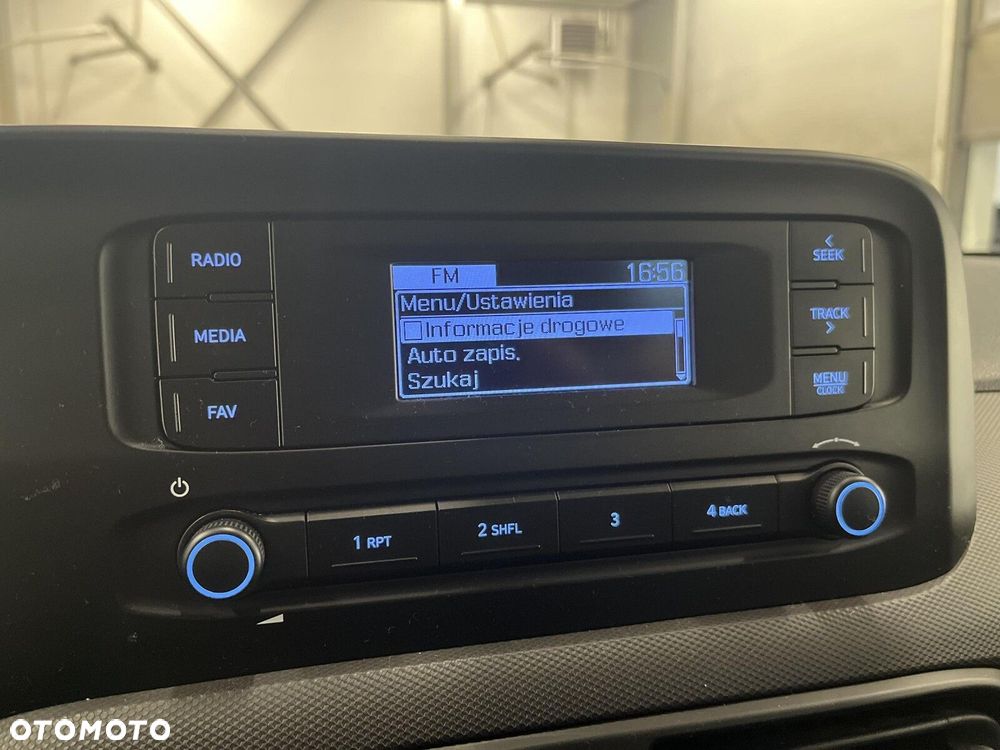 RADIO
MEDIA
FAV
FM 16:56
Menu/Ustawienia
Informacje drogowe
Auto zapis.
Szukaj
<
SEEK
TRACK
>
MENU
CLOCK
1 RPT
2 SHFL
3
4 BACK
OTOMOTO